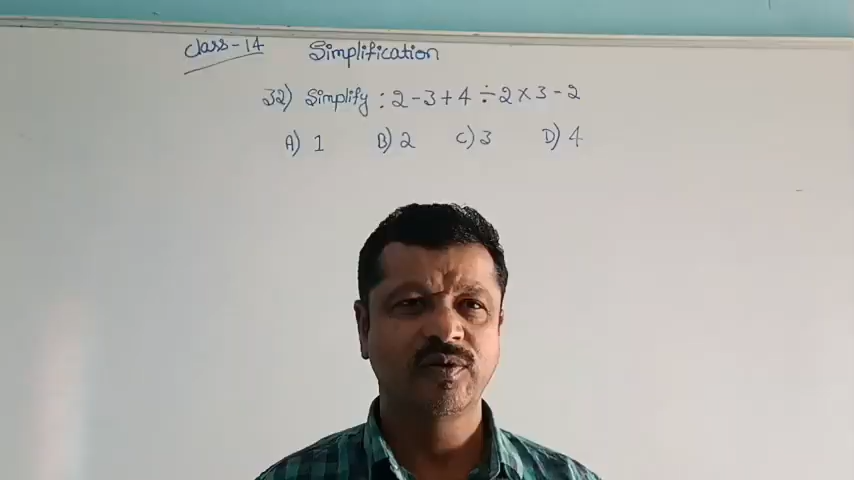 Class-14 Simplification
32) Simplify : 2 - 3 + 4 ÷ 2 × 3 - 2
A) 1 B) 2 C) 3 D) 4